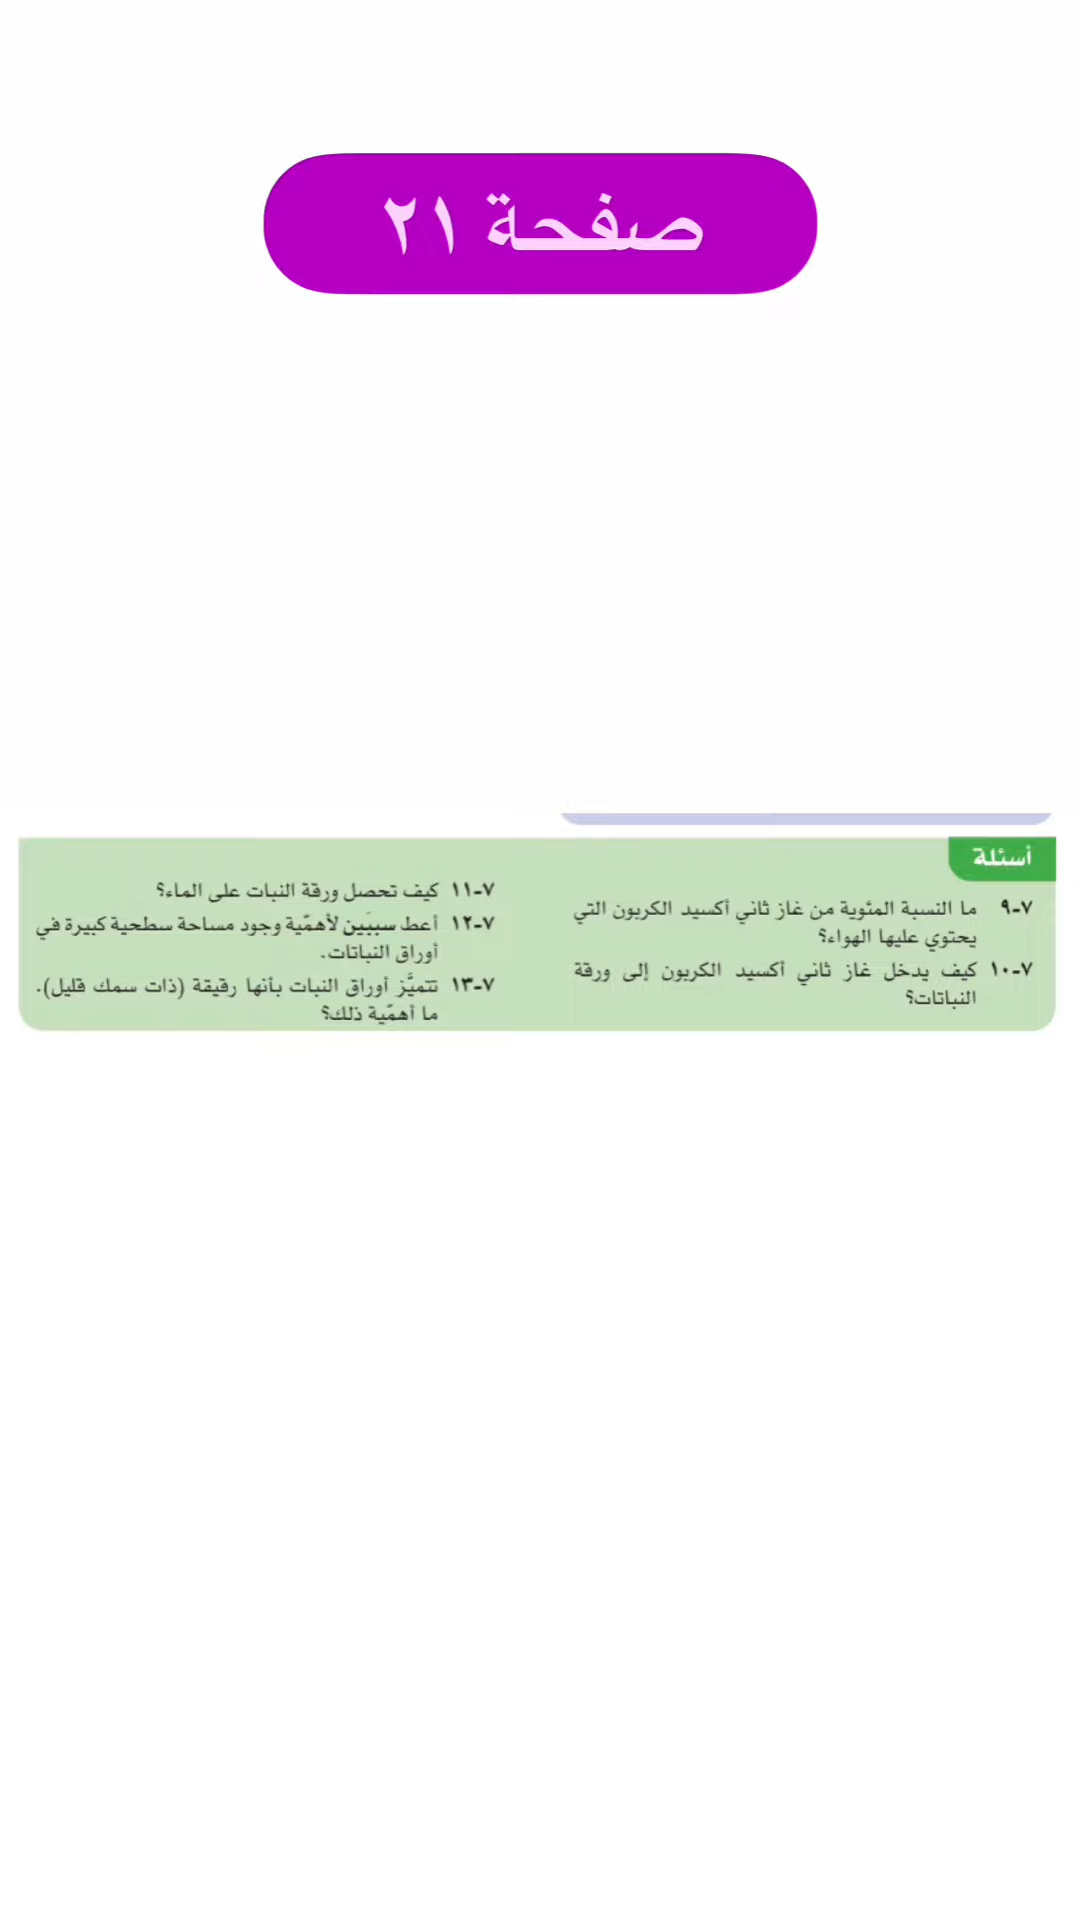 صفحة ٢١
أسئلة
٧-٩ ما النسبة المئوية من غاز ثاني أكسيد الكربون التي
يحتوي عليها الهواء؟
٧-١٠ كيف يدخل غاز ثاني أكسيد الكربون إلى ورقة
النباتات؟
٧-١١ كيف تحصل ورقة النبات على الماء؟
٧-١٢ أعط سببَين لأهمّية وجود مساحة سطحية كبيرة في
أوراق النباتات.
٧-١٣ تتميَّز أوراق النبات بأنها رقيقة (ذات سمك قليل).
ما أهمّية ذلك؟